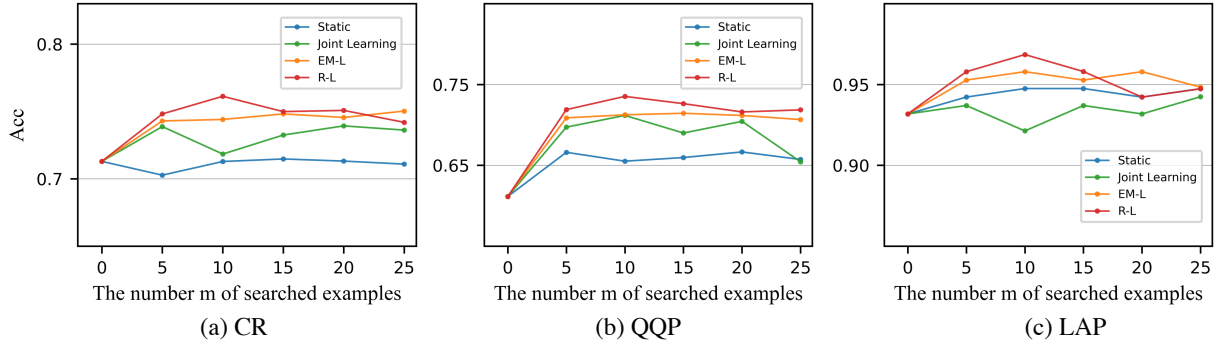 0.8
0.7
Acc
Static
Joint Learning
EM-L
R-L
0 5 10 15 20 25
The number m of searched examples
(a) CR
0.75
0.65
Static
Joint Learning
EM-L
R-L
0 5 10 15 20 25
The number m of searched examples
(b) QQP
0.95
0.90
Static
Joint Learning
EM-L
R-L
0 5 10 15 20 25
The number m of searched examples
(c) LAP